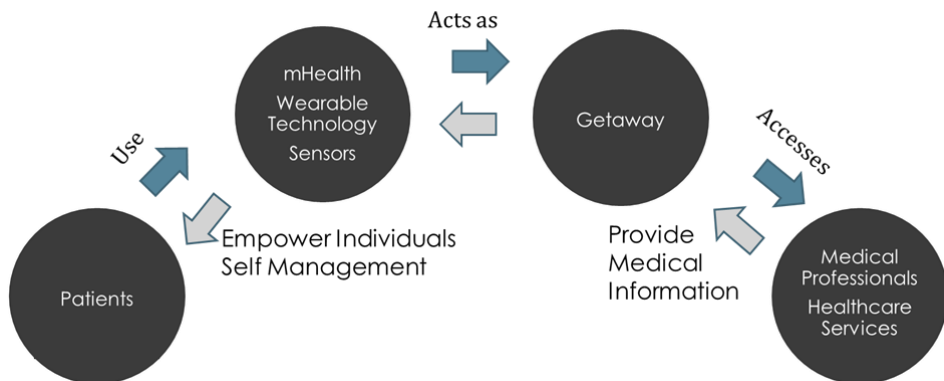 Acts as
mHealth
Wearable
Technology
Sensors
Getaway
Use
Accesses
Empower Individuals
Self Management
Provide
Medical
Information
Patients
Medical
Professionals
Healthcare
Services